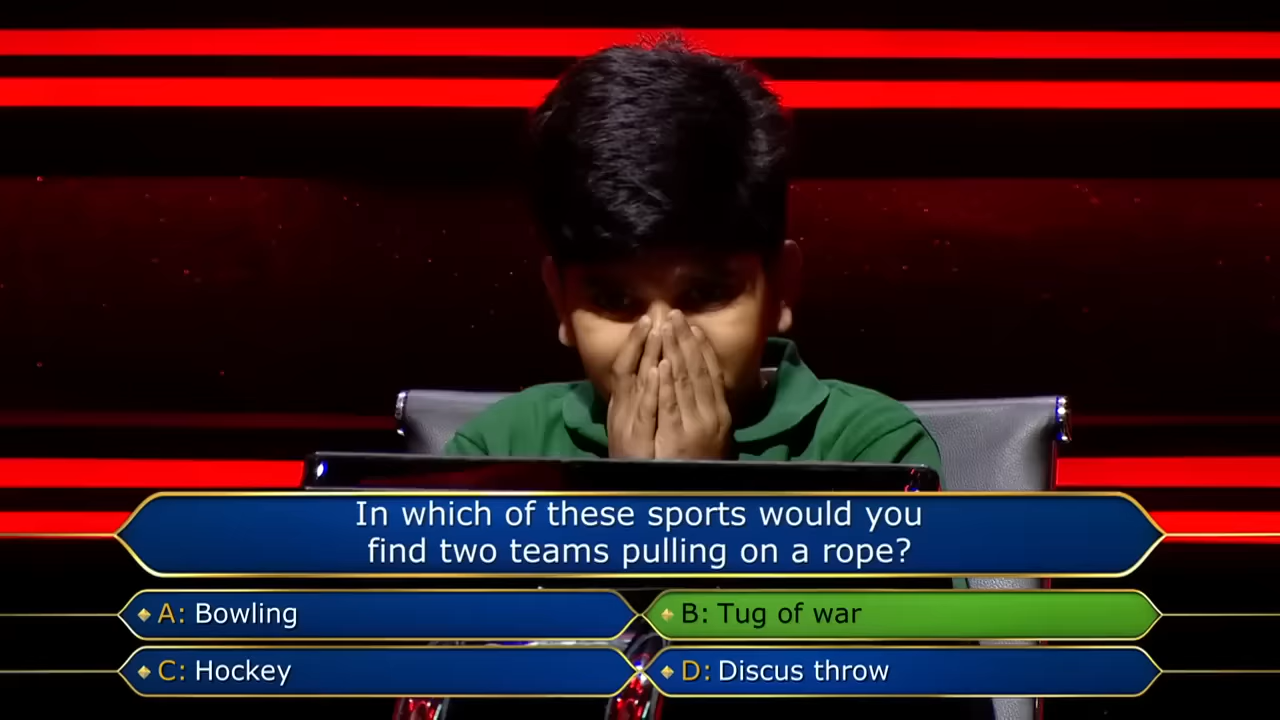 In which of these sports would you
find two teams pulling on a rope?
A: Bowling
B: Tug of war
C: Hockey
D: Discus throw